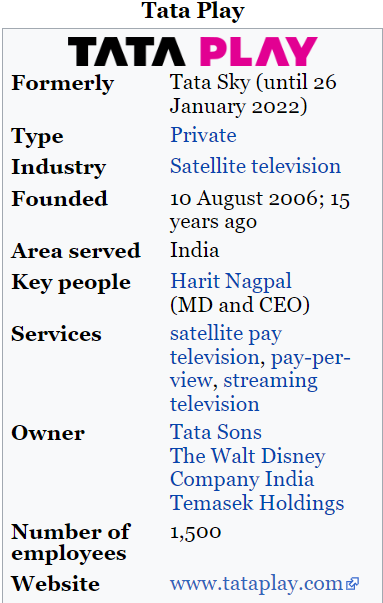 Tata Play
TATA PLAY
Formerly Tata Sky (until 26
January 2022)
Type Private
Industry Satellite television
Founded 10 August 2006; 15
years ago
Area served India
Key people Harit Nagpal
(MD and CEO)
Services satellite pay
television, pay-per-
view, streaming
television
Owner Tata Sons
The Walt Disney
Company India
Temasek Holdings
Number of 1,500
employees
Website www.tataplay.com